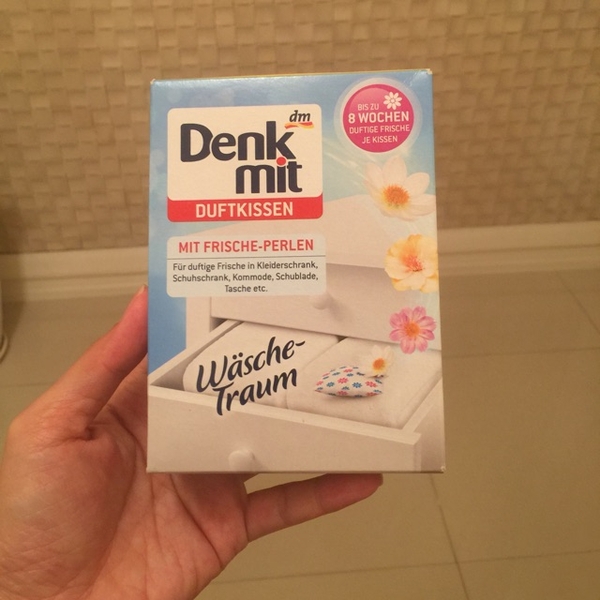 dm
Denk
mit
DUFTKISSEN
MIT FRISCHE-PERLEN
Für duftige Frische in Kleiderschrank,
Schuhschrank, Kommode, Schublade,
Tasche etc.
BIS ZU
8 WOCHEN
DUFTIGE FRISCHE
JE KISSEN
Wäsche-
Traum